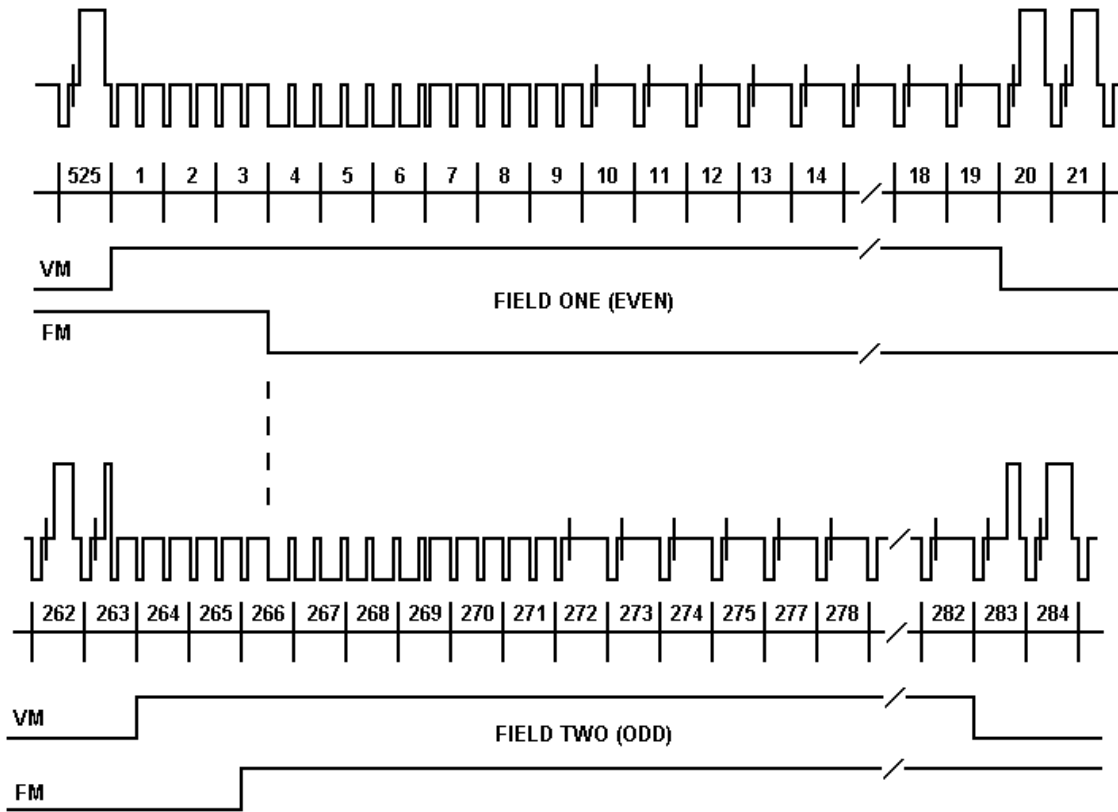 525 1 2 3 4 5 6 7 8 9 10 11 12 13 14 18 19 20 21
VM
FIELD ONE (EVEN)
FM
262 263 264 265 266 267 268 269 270 271 272 273 274 275 277 278 282 283 284
VM
FIELD TWO (ODD)
FM